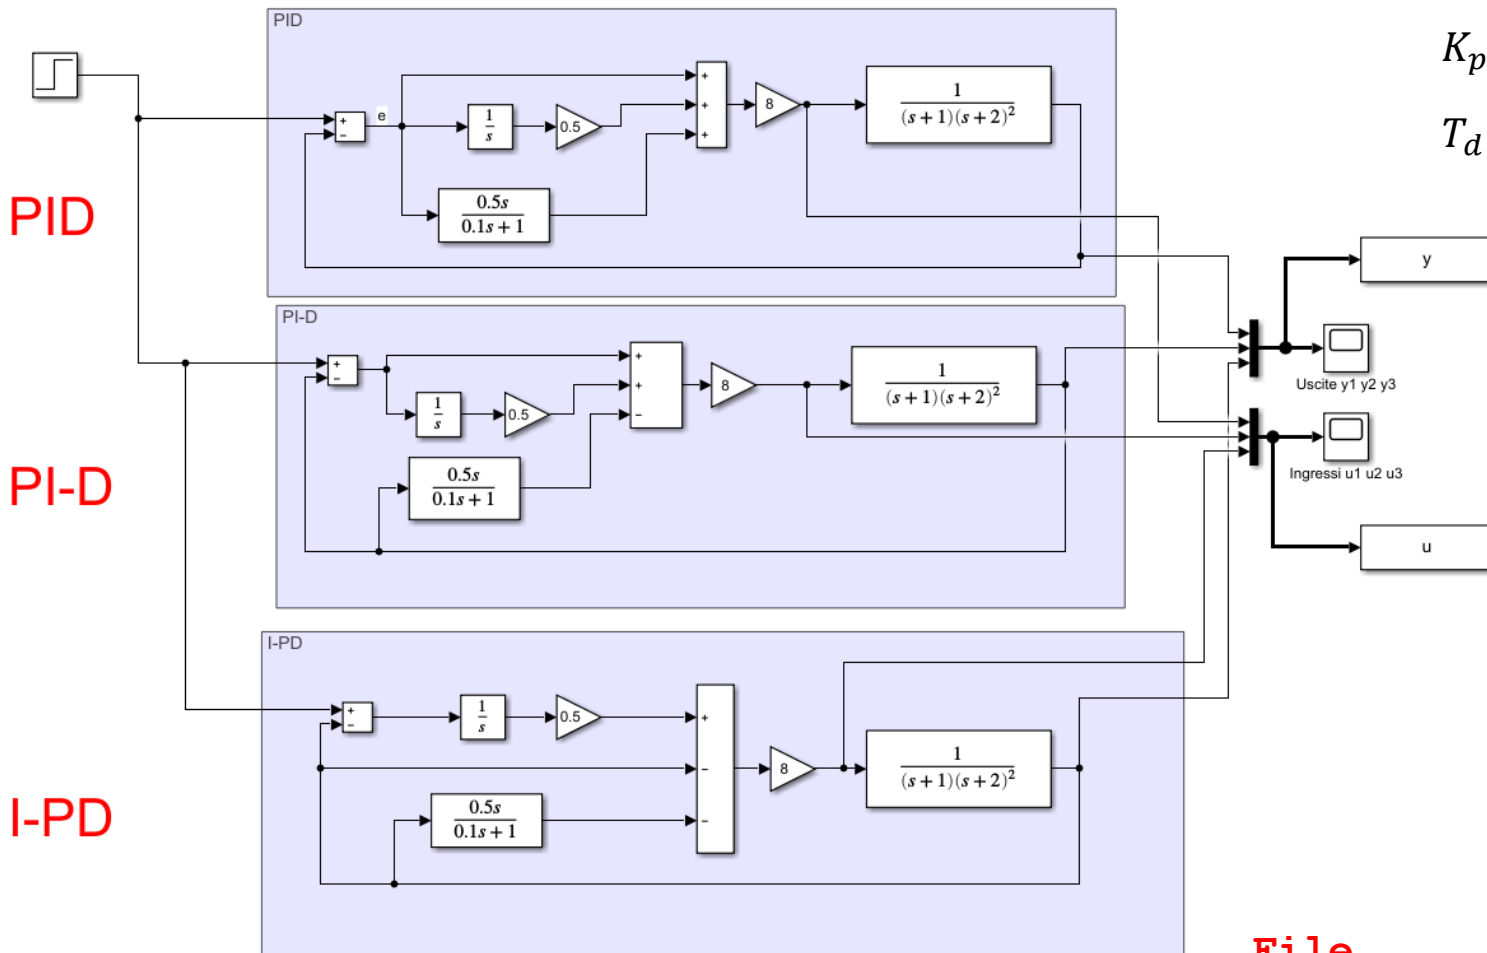 PID
K_p
e
+
−
1/s
0.5
+
+
+
8
1/((s+1)(s+2)^2)
T_d
0.5s/(0.1s+1)
PID
y
PI-D
+
−
1/s
0.5
+
+
−
8
1/((s+1)(s+2)^2)
Uscite y1 y2 y3
0.5s/(0.1s+1)
PI-D
Ingressi u1 u2 u3
u
I-PD
+
−
1/s
0.5
+
−
−
8
1/((s+1)(s+2)^2)
0.5s/(0.1s+1)
I-PD
File